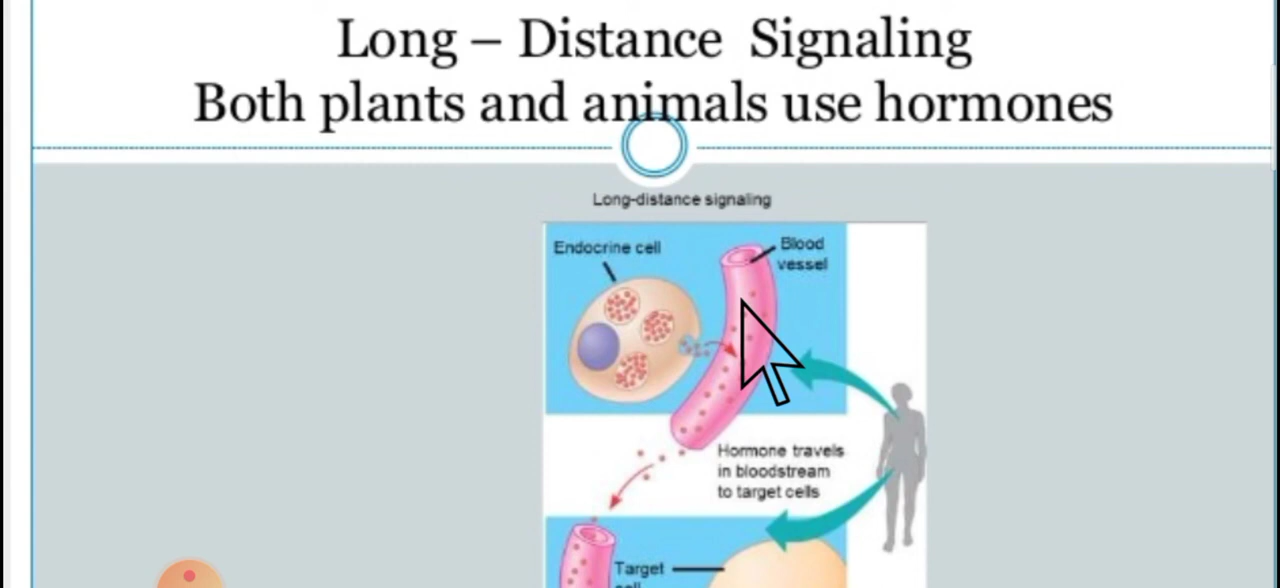 Long – Distance Signaling
Both plants and animals use hormones
Long-distance signaling
Endocrine cell
Blood
vessel
Hormone travels
in bloodstream
to target cells
Target
cell